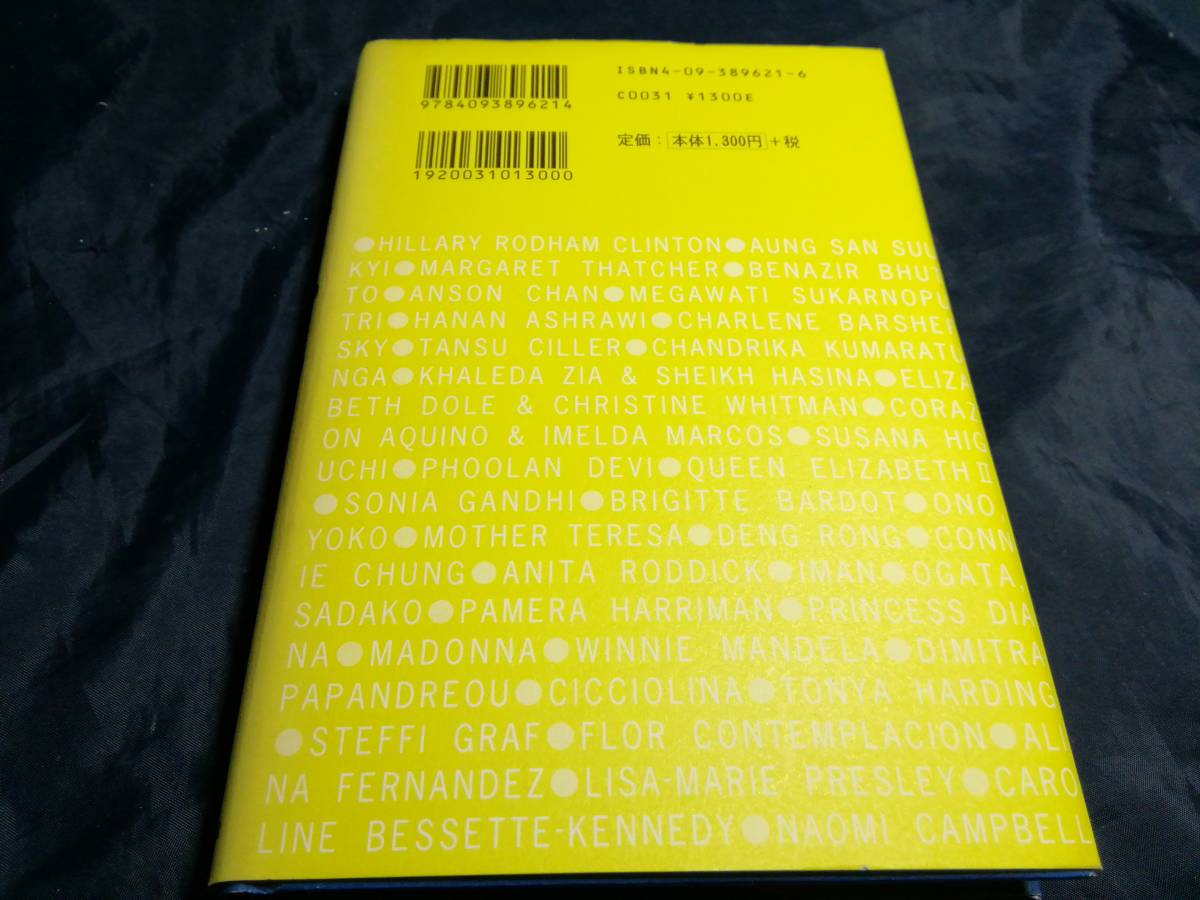 ISBN4-09-389621-6
9784093896214
C0031 ¥1300E
定価：本体1,300円+税
1920031013000
●HILLARY RODHAM CLINTON●AUNG SAN SUU
KYI●MARGARET THATCHER●BENAZIR BHUT
TO●ANSON CHAN●MEGAWATI SUKARNOPU
TRI●HANAN ASHRAWI●CHARLENE BARSHEF
SKY●TANSU CILLER●CHANDRIKA KUMARATU
NGA●KHALEDA ZIA & SHEIKH HASINA●ELIZA
BETH DOLE & CHRISTINE WHITMAN●CORAZ
ON AQUINO & IMELDA MARCOS●SUSANA HIG
UCHI●PHOOLAN DEVI●QUEEN ELIZABETH II
●SONIA GANDHI●BRIGITTE BARDOT●ONO,
YOKO●MOTHER TERESA●DENG RONG●CONN
IE CHUNG●ANITA RODDICK●IMAN●OGATA,
SADAKO●PAMERA HARRIMAN●PRINCESS DIA
NA●MADONNA●WINNIE MANDELA●DIMITRA
PAPANDREOU●CICCIOLINA●TONYA HARDING
●STEFFI GRAF●FLOR CONTEMPLACION●ALI
NA FERNANDEZ●LISA-MARIE PRESLEY●CARO
LINE BESSETTE-KENNEDY●NAOMI CAMPBELL